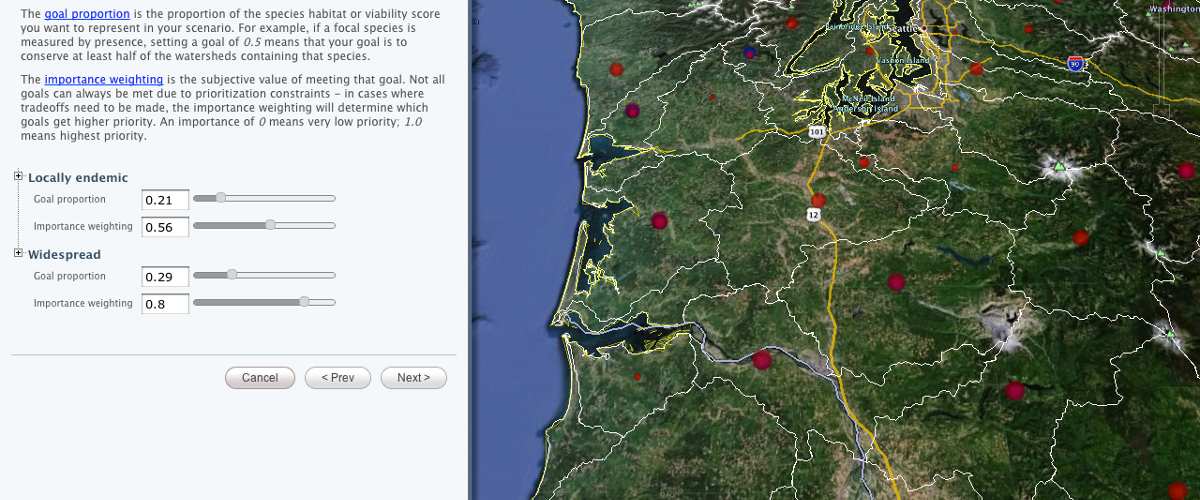 The goal proportion is the proportion of the species habitat or viability score
you want to represent in your scenario. For example, if a focal species is
measured by presence, setting a goal of 0.5 means that your goal is to
conserve at least half of the watersheds containing that species.
The importance weighting is the subjective value of meeting that goal. Not all
goals can always be met due to prioritization constraints – in cases where
tradeoffs need to be made, the importance weighting will determine which
goals get higher priority. An importance of 0 means very low priority; 1.0
means highest priority.
Locally endemic
Goal proportion 0.21
Importance weighting 0.56
Widespread
Goal proportion 0.29
Importance weighting 0.8
Cancel < Prev Next >
Washington
Seattle
Vashon Island
90
McNeil Island
Anderson Island
101
12